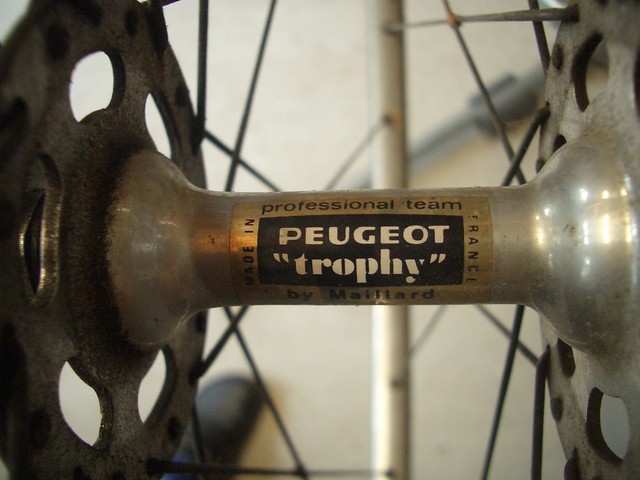 professional team
MADE IN
PEUGEOT
"trophy"
FRANCE
by Maillard